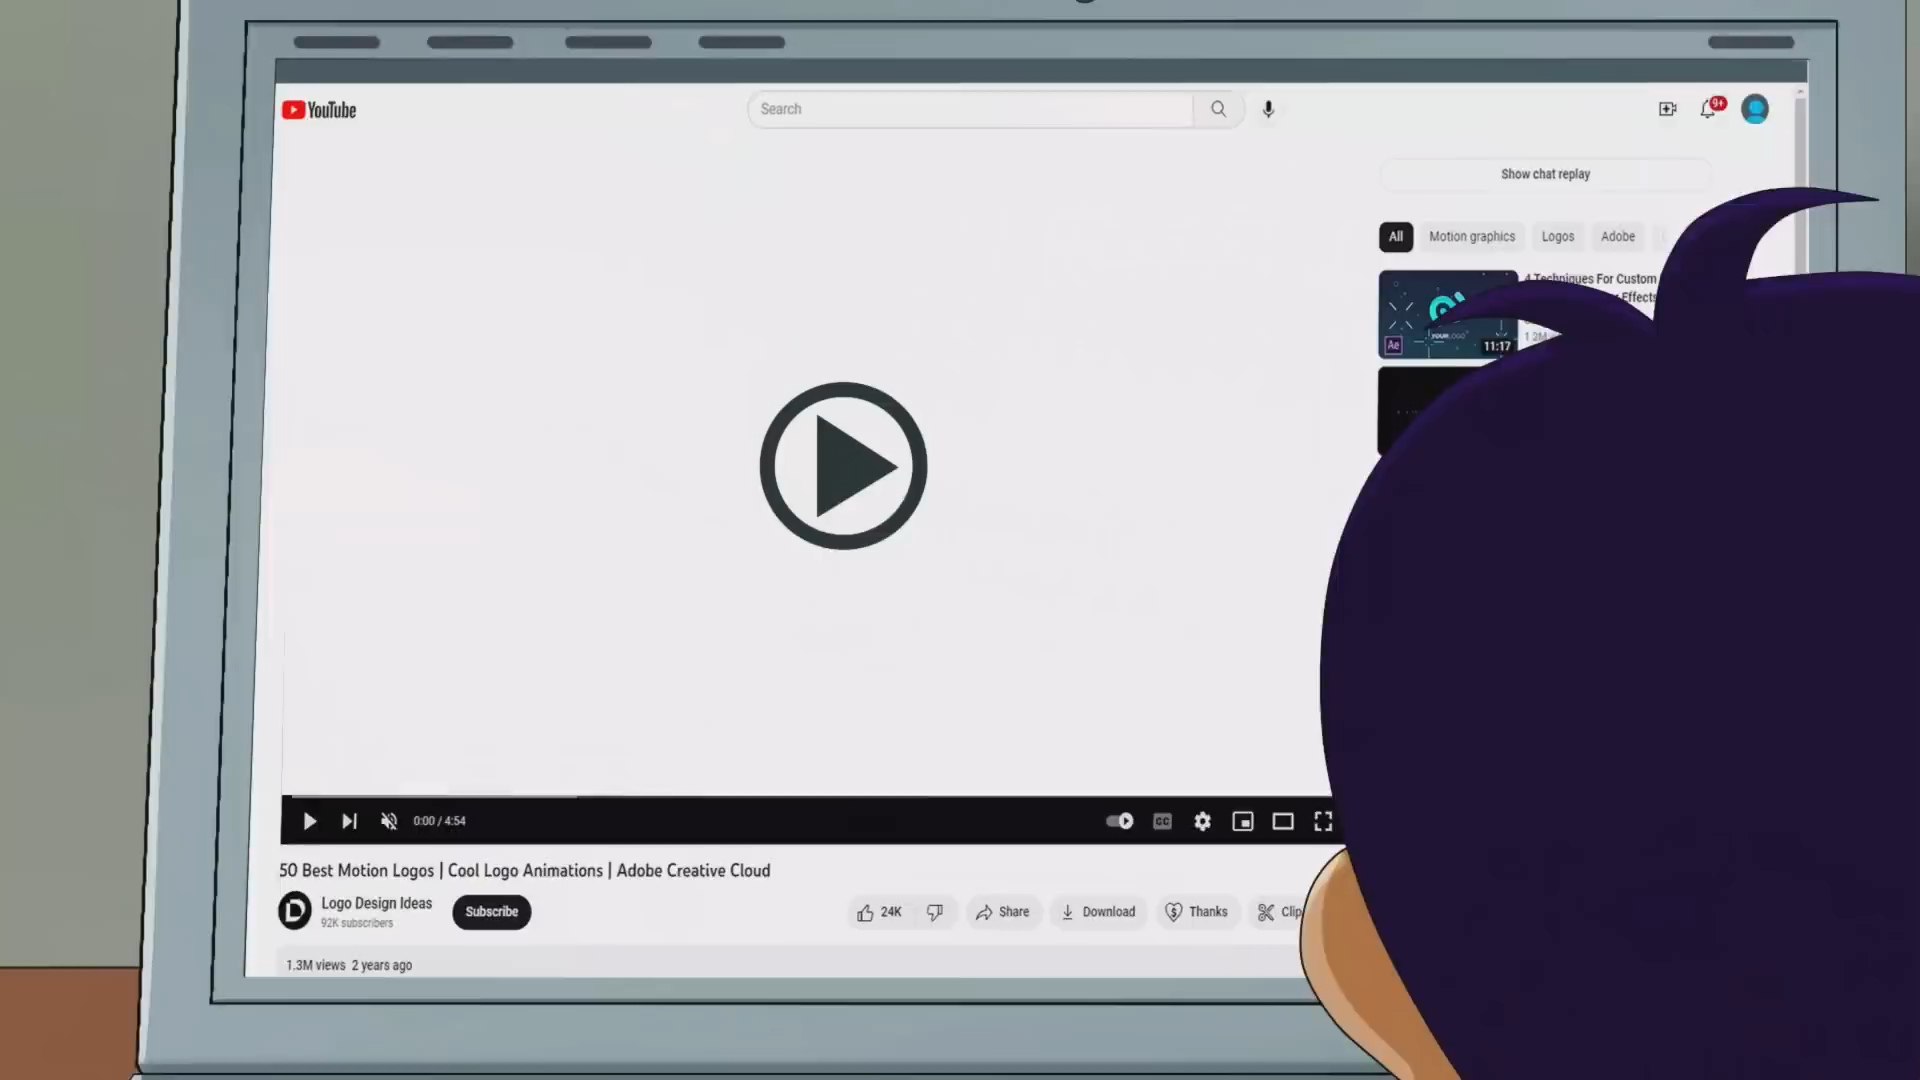 YouTube
Search
9+
Show chat replay
All Motion graphics Logos Adobe
4 Techniques For Custom
Effects
Ae
11:17
0:00 / 4:54
CC
50 Best Motion Logos | Cool Logo Animations | Adobe Creative Cloud
Logo Design Ideas
92K subscribers
Subscribe
24K Share Download Thanks Clip
1.3M views 2 years ago